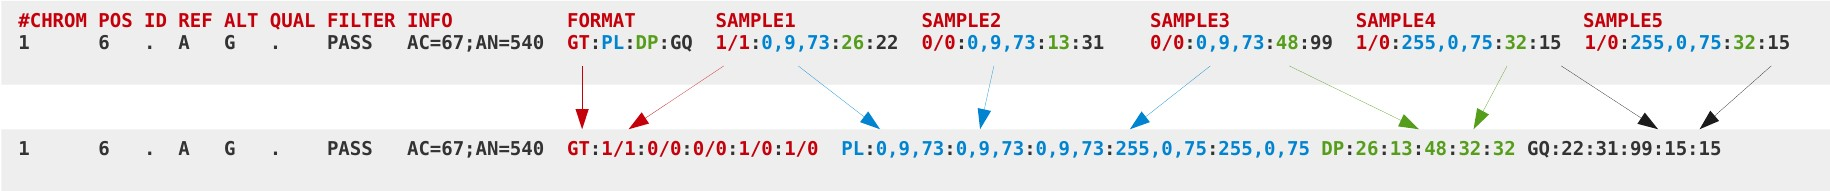 #CHROM POS ID REF ALT QUAL FILTER INFO FORMAT SAMPLE1 SAMPLE2 SAMPLE3 SAMPLE4 SAMPLE5
1 6 . A G . PASS AC=67;AN=540 GT:PL:DP:GQ 1/1:0,9,73:26:22 0/0:0,9,73:13:31 0/0:0,9,73:48:99 1/0:255,0,75:32:15 1/0:255,0,75:32:15
1 6 . A G . PASS AC=67;AN=540 GT:1/1:0/0:0/0:1/0:1/0 PL:0,9,73:0,9,73:0,9,73:255,0,75:255,0,75 DP:26:13:48:32:32 GQ:22:31:99:15:15